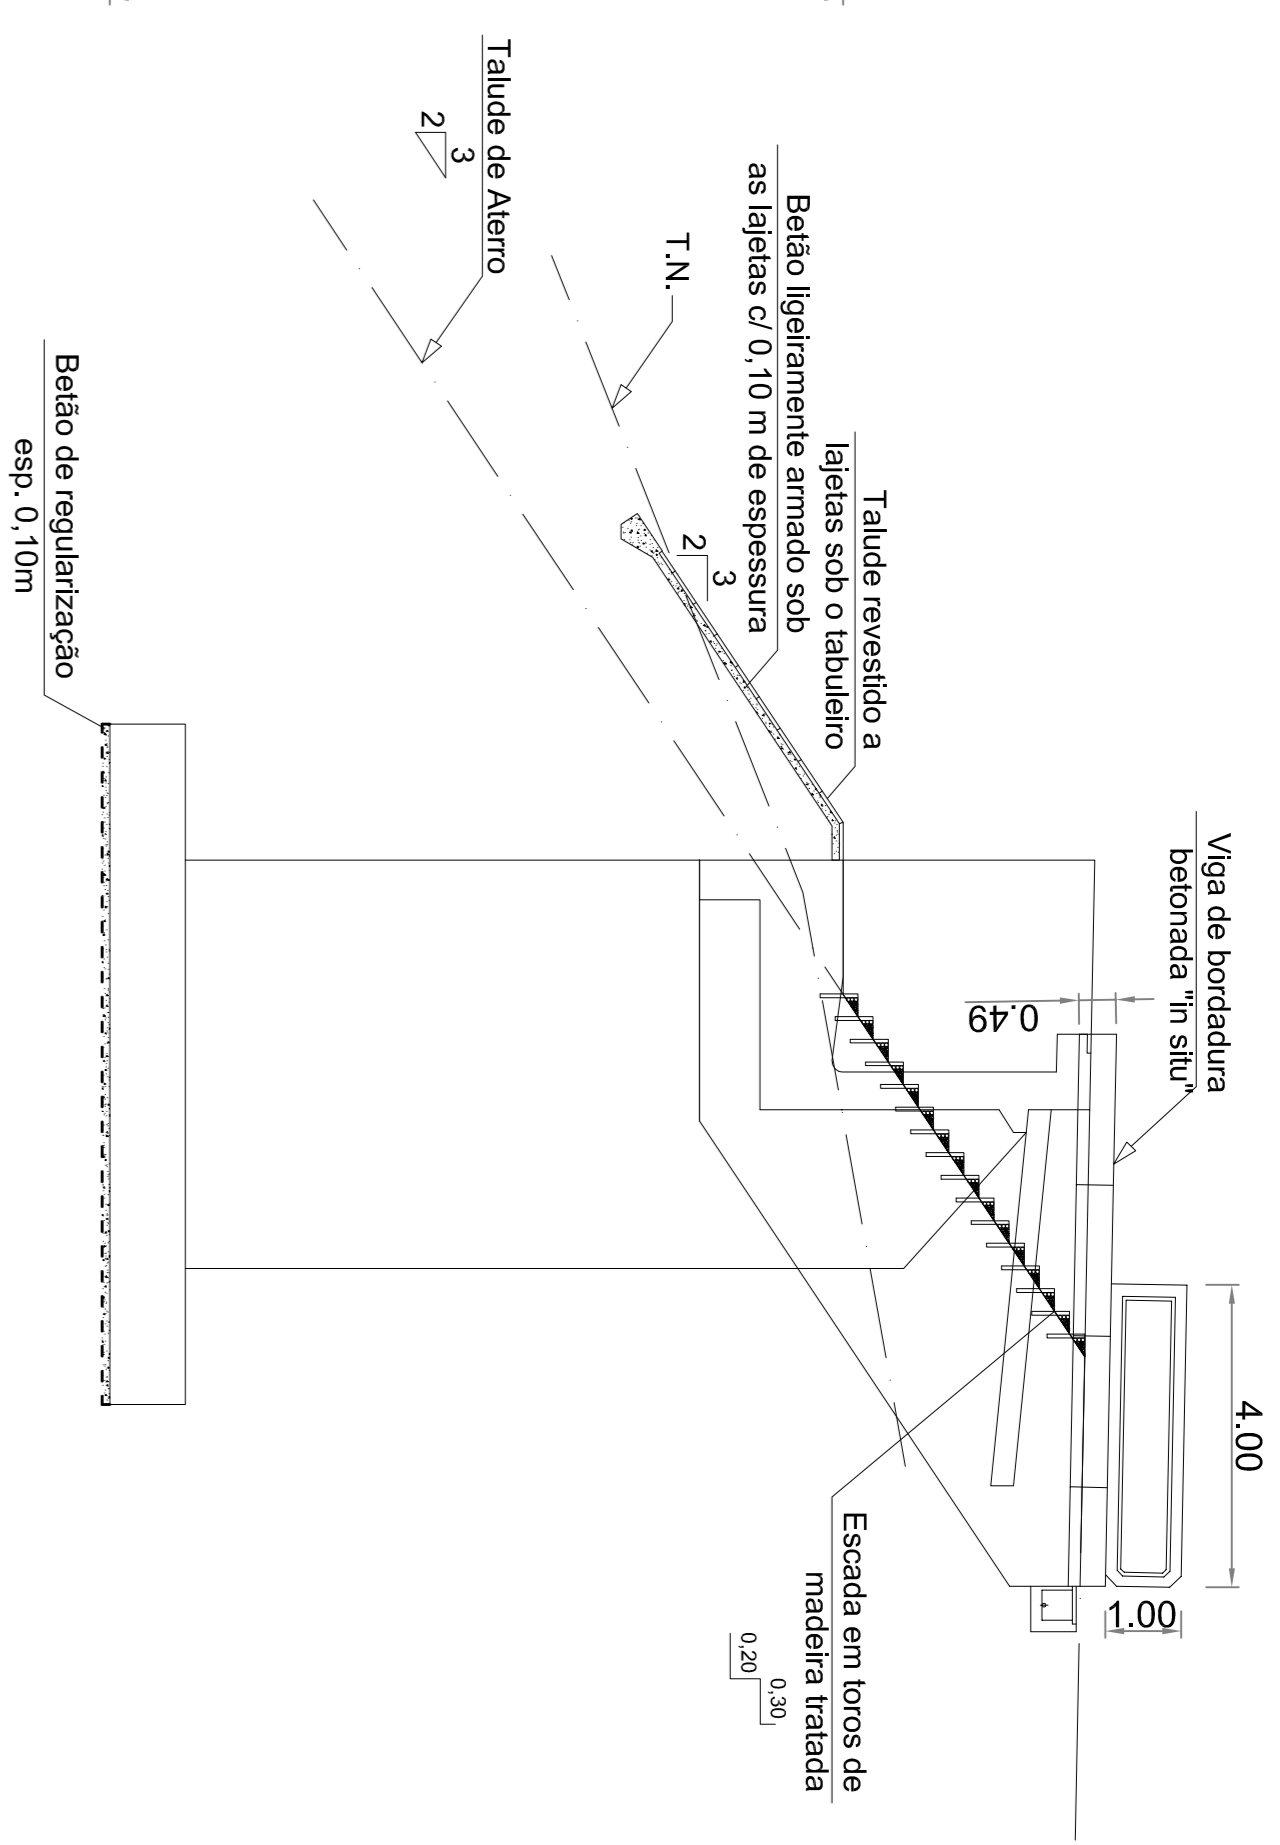 Viga de bordadura
betonada "in situ"
4.00
1.00
0.49
Talude revestido a
lajetas sob o tabuleiro
Betão ligeiramente armado sob
as lajetas c/ 0,10 m de espessura
3
2
T.N.
Talude de Aterro
3
2
Escada em toros de
madeira tratada
0,30
0,20
Betão de regularização
esp. 0,10m